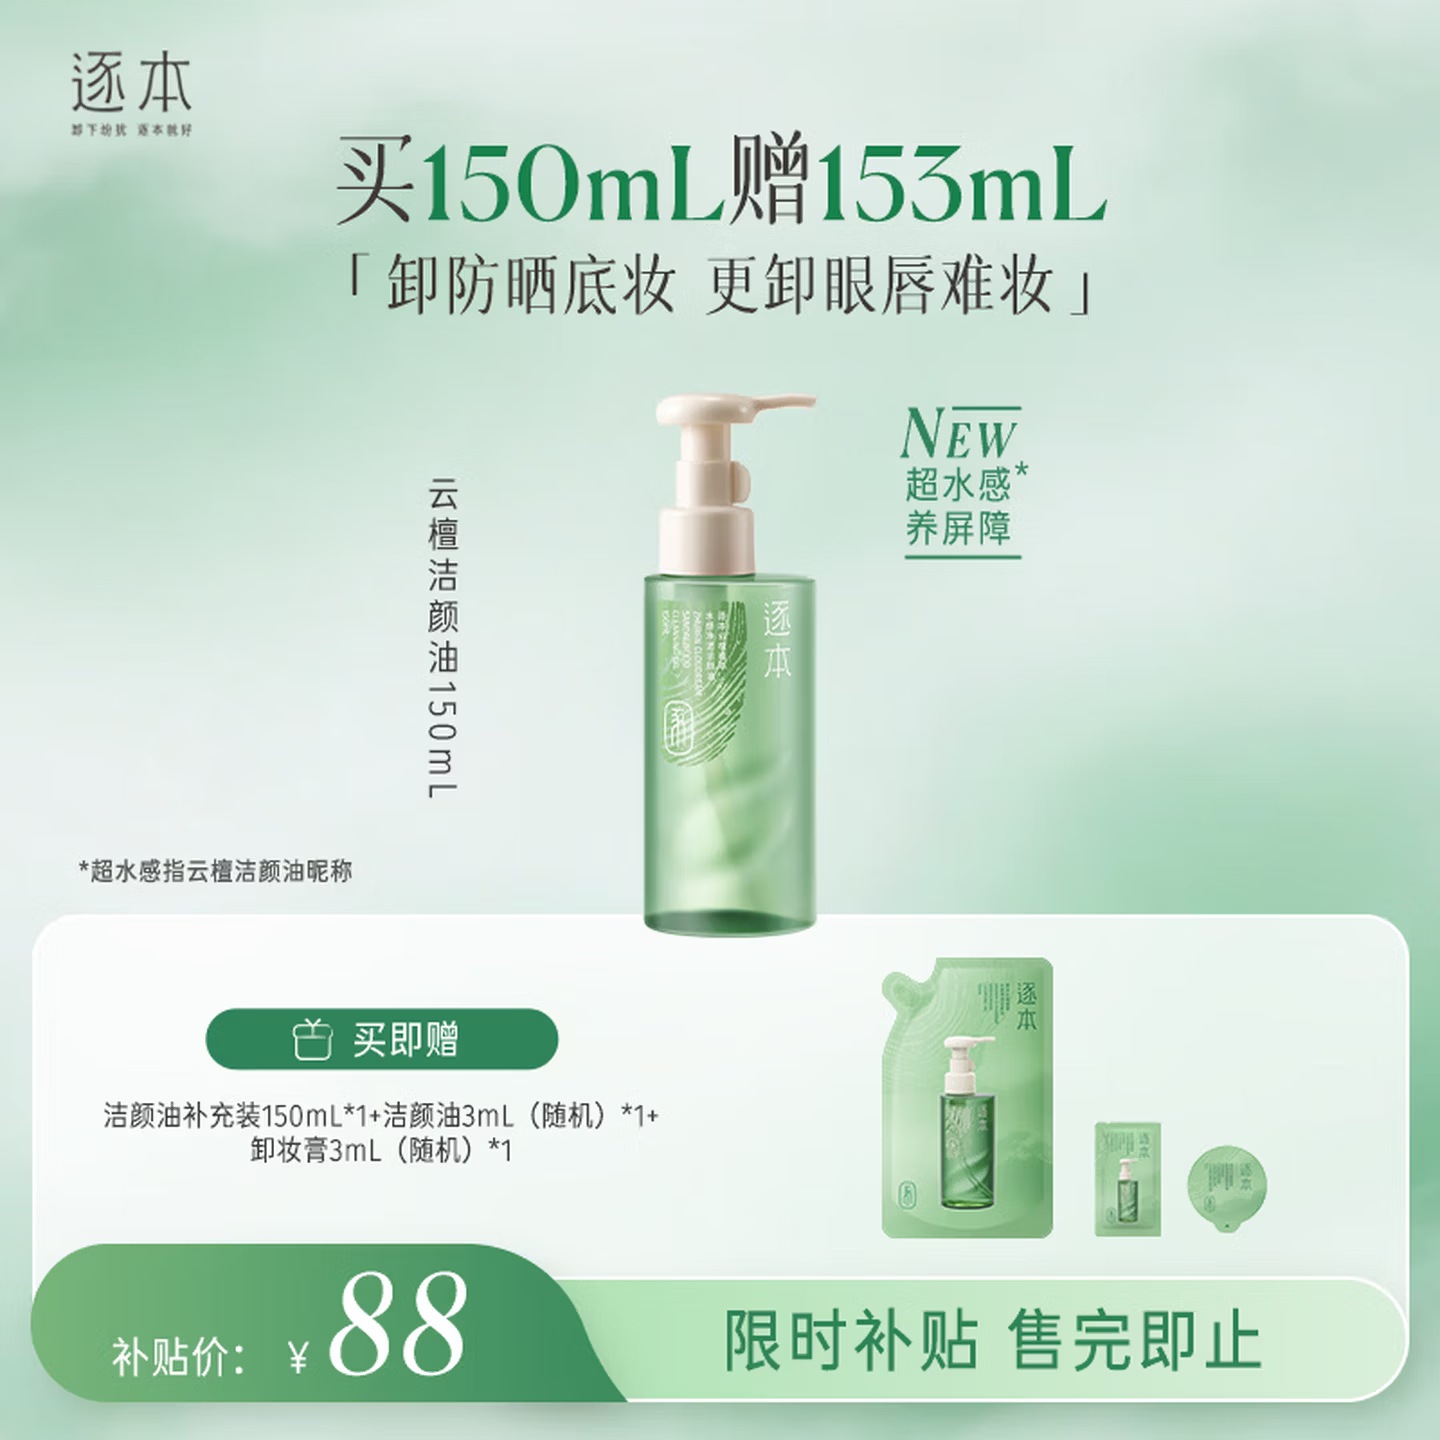 逐本
卸下纷扰 逐本就好
买150mL赠153mL
「卸防晒底妆 更卸眼唇难妆」
NEW
超水感*
养屏障
云檀洁颜油150mL
逐本
*超水感指云檀洁颜油昵称
买即赠
洁颜油补充装150mL*1+洁颜油3mL（随机）*1+
卸妆膏3mL（随机）*1
逐本
逐本
逐本
补贴价：¥88
限时补贴 售完即止